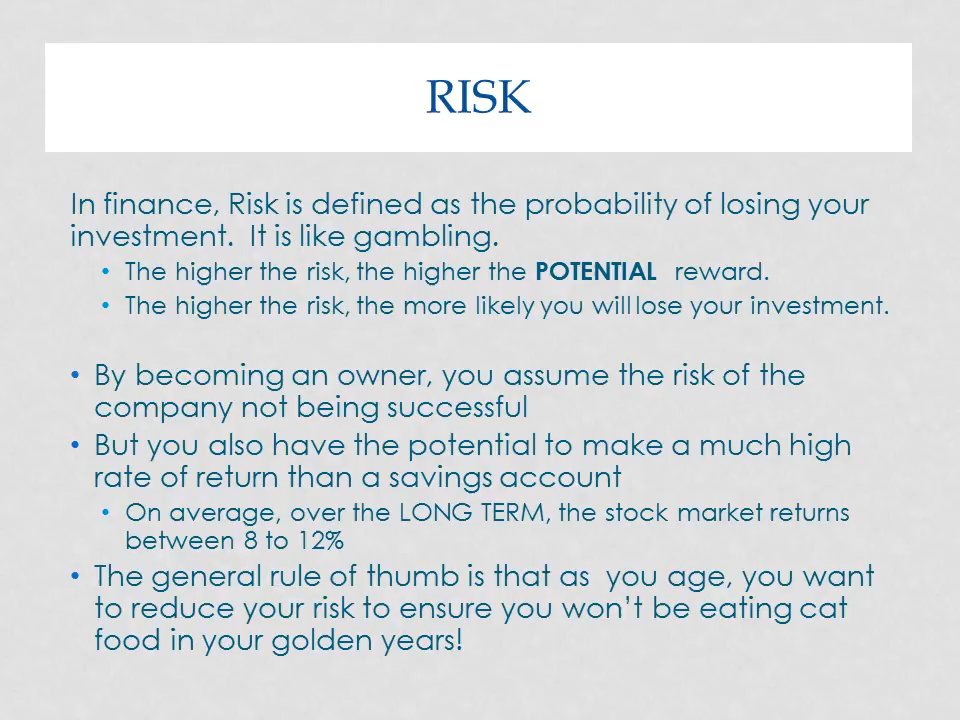 RISK
In finance, Risk is defined as the probability of losing your
investment.  It is like gambling.
• The higher the risk, the higher the POTENTIAL  reward.
• The higher the risk, the more likely you will lose your investment.
• By becoming an owner, you assume the risk of the
company not being successful
• But you also have the potential to make a much high
rate of return than a savings account
• On average, over the LONG TERM, the stock market returns
between 8 to 12%
• The general rule of thumb is that as  you age, you want
to reduce your risk to ensure you won’t be eating cat
food in your golden years!